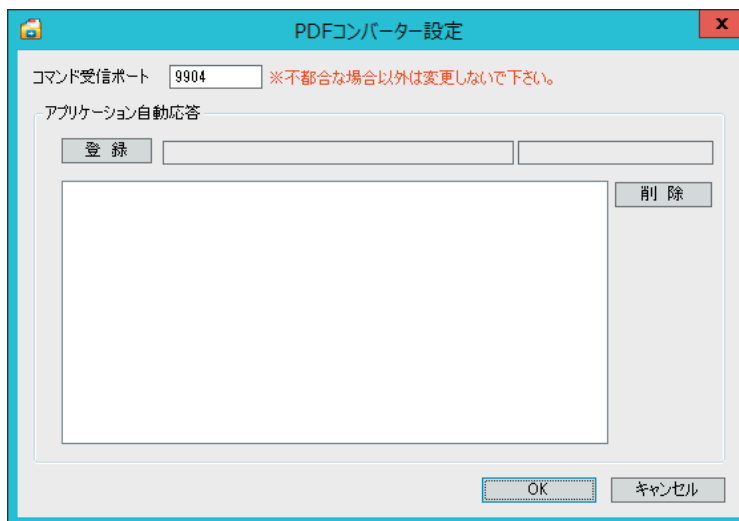 PDFコンバーター設定
x
コマンド受信ポート 9904 ※不都合な場合以外は変更しないで下さい。
アプリケーション自動応答
登 録
削 除
OK キャンセル